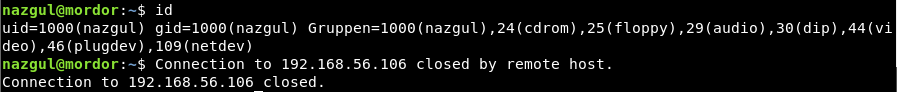 nazgul@mordor:~$ id
uid=1000(nazgul) gid=1000(nazgul) Gruppen=1000(nazgul),24(cdrom),25(floppy),29(audio),30(dip),44(vi
deo),46(plugdev),109(netdev)
nazgul@mordor:~$ Connection to 192.168.56.106 closed by remote host.
Connection to 192.168.56.106 closed.